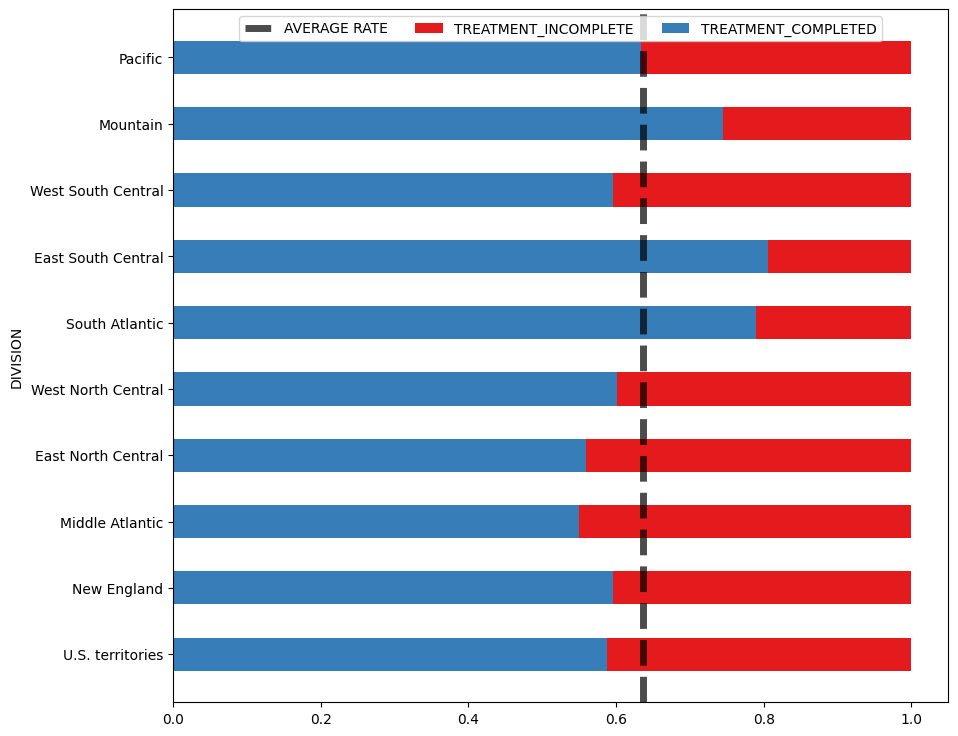 AVERAGE RATE
TREATMENT_INCOMPLETE
TREATMENT_COMPLETED
Pacific
Mountain
West South Central
East South Central
South Atlantic
West North Central
East North Central
Middle Atlantic
New England
U.S. territories
DIVISION
0.0 0.2 0.4 0.6 0.8 1.0